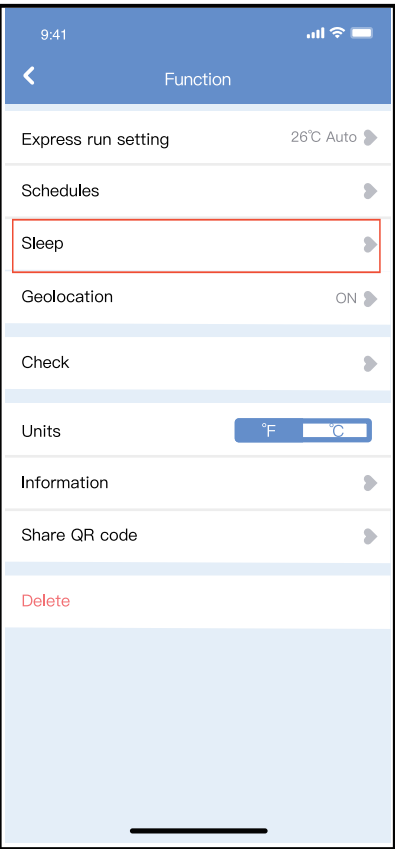 9:41
Function
Express run setting 26℃ Auto
Schedules
Sleep
Geolocation ON
Check
Units °F ℃
Information
Share QR code
Delete